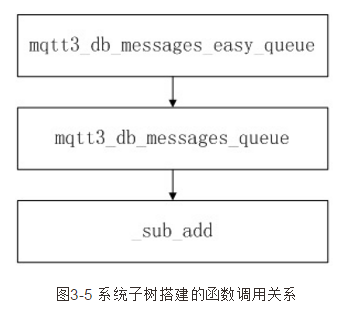 mqtt3_db_messages_easy_queue
mqtt3_db_messages_queue
_sub_add
图3-5 系统子树搭建的函数调用关系